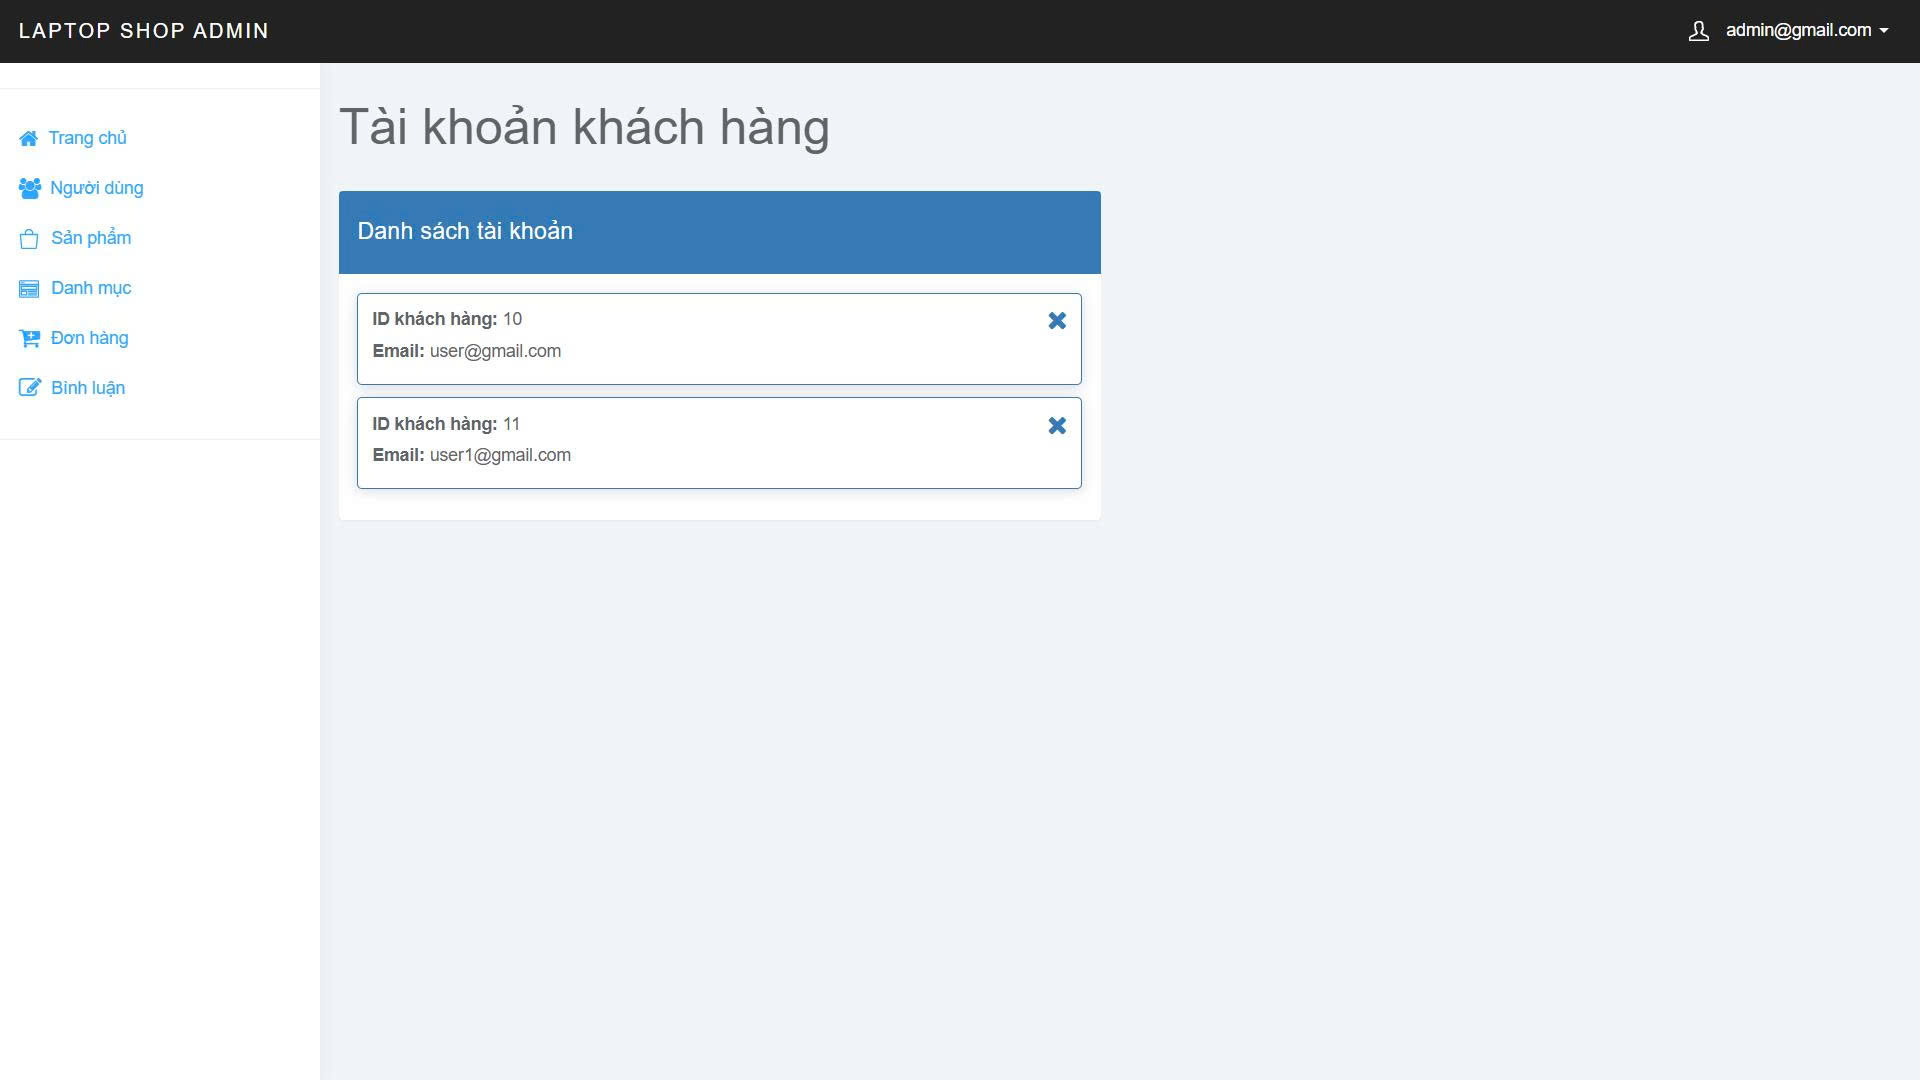 LAPTOP SHOP ADMIN
admin@gmail.com
Trang chủ
Người dùng
Sản phẩm
Danh mục
Đơn hàng
Bình luận
Tài khoản khách hàng
Danh sách tài khoản
ID khách hàng: 10
Email: user@gmail.com
ID khách hàng: 11
Email: user1@gmail.com